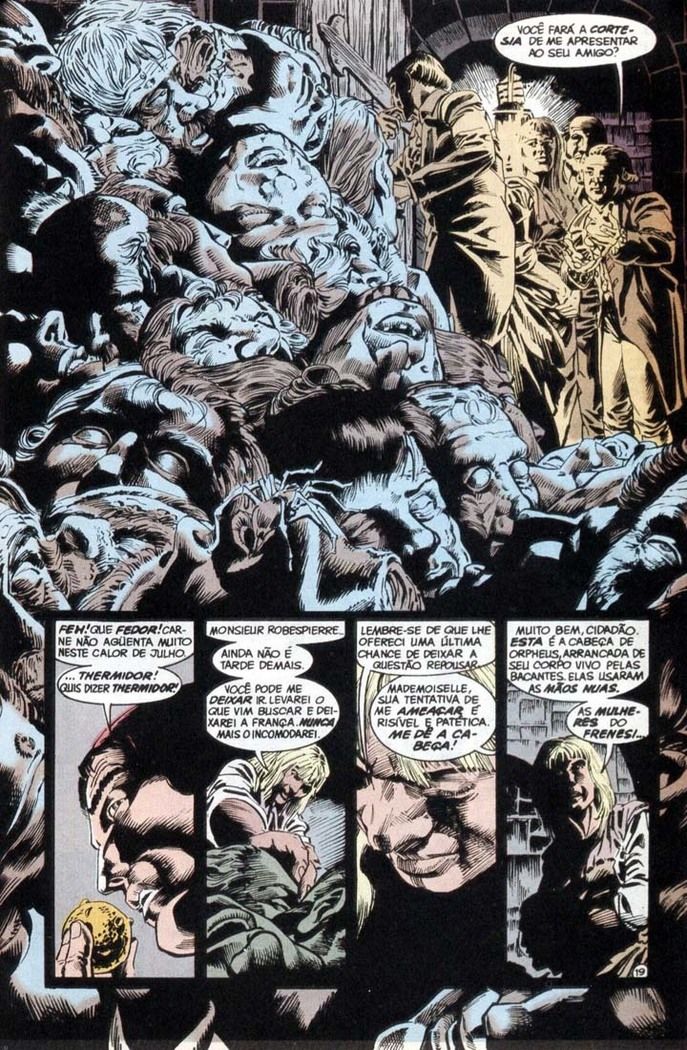 VOCÊ FARÁ A CORTE-
SIA DE ME APRESENTAR
AO SEU AMIGO?
FEH! QUE FEDOR! CAR-
NE NÃO AGÜENTA MUITO
NESTE CALOR DE JULHO.
... THERMIDOR!
QUIS DIZER THERMIDOR!
MONSIEUR ROBESPIERRE...
AINDA NÃO É
TARDE DEMAIS.
VOCÊ PODE ME
DEIXAR IR. LEVAREI O
QUE VIM BUSCAR E DEI-
XAREI A FRANÇA. NUNCA
MAIS O INCOMODAREI.
LEMBRE-SE DE QUE LHE
OFERECI UMA ÚLTIMA
CHANCE DE DEIXAR A
QUESTÃO REPOUSAR.
MADEMOISELLE,
SUA TENTATIVA DE
ME AMEAÇAR É
RISÍVEL E PATÉTICA.
ME DÊ A CA-
BEÇA!
MUITO BEM, CIDADÃO.
ESTA É A CABEÇA DE
ORPHEUS, ARRANCADA DE
SEU CORPO VIVO PELAS
BACANTES. ELAS USARAM
AS MÃOS NUAS.
AS MULHE-
RES DO
FRENESI...
19